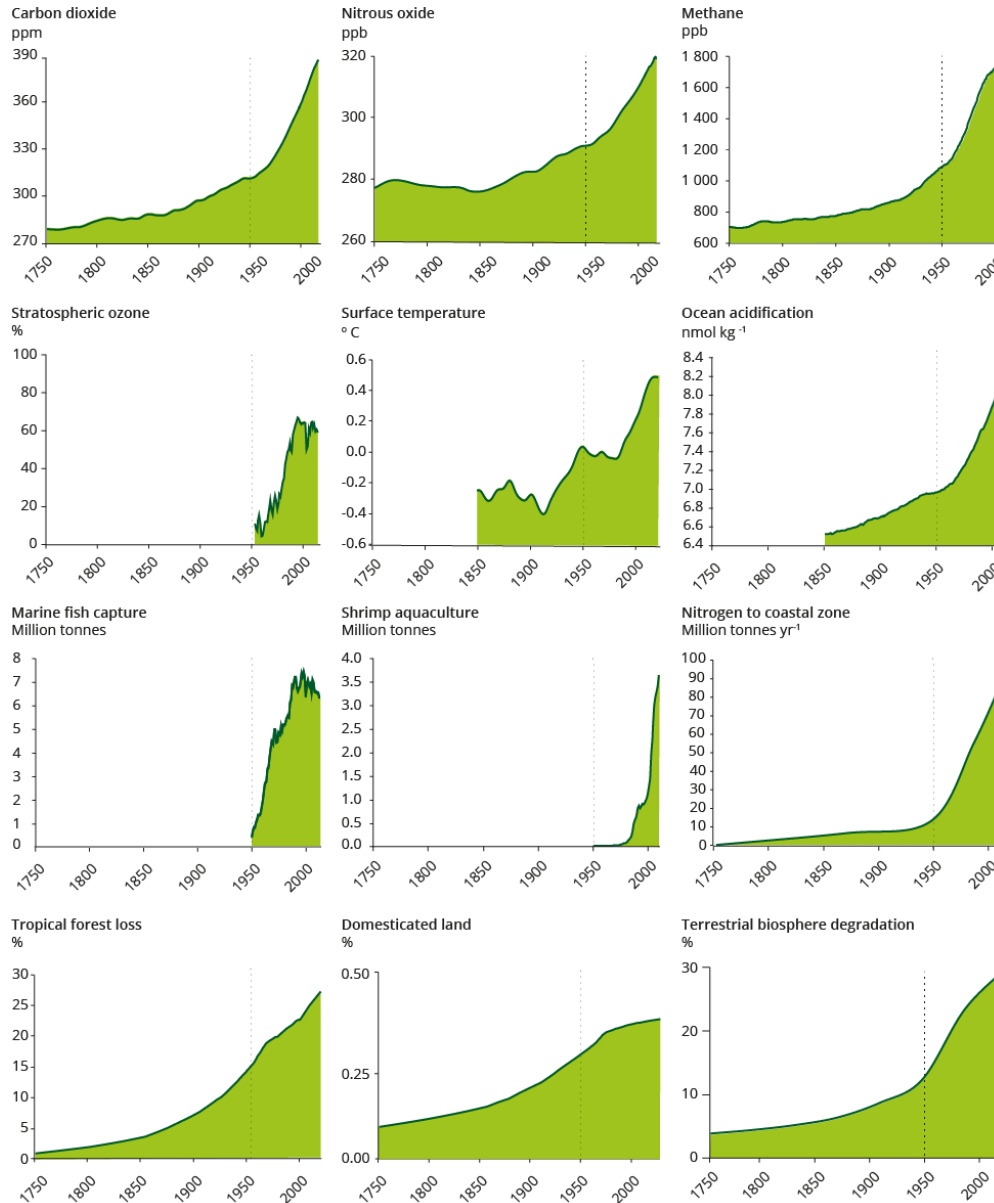 Carbon dioxide
ppm
390
360
330
300
270
1750 1800 1850 1900 1950 2000
Nitrous oxide
ppb
320
300
280
260
1750 1800 1850 1900 1950 2000
Methane
ppb
1 800
1 600
1 400
1 200
1 000
800
600
1750 1800 1850 1900 1950 2000
Stratospheric ozone
%
100
80
60
40
20
0
1750 1800 1850 1900 1950 2000
Surface temperature
º C
0.6
0.4
0.2
0.0
-0.2
-0.4
-0.6
1750 1800 1850 1900 1950 2000
Ocean acidification
nmol kg ⁻¹
8.4
8.2
8.0
7.8
7.6
7.4
7.2
7.0
6.8
6.6
6.4
1750 1800 1850 1900 1950 2000
Marine fish capture
Million tonnes
8
7
6
5
4
3
2
1
0
1750 1800 1850 1900 1950 2000
Shrimp aquaculture
Million tonnes
4.0
3.5
3.0
2.5
2.0
1.5
1.0
0.5
0.0
1750 1800 1850 1900 1950 2000
Nitrogen to coastal zone
Million tonnes yr⁻¹
100
90
80
70
60
50
40
30
20
10
0
1750 1800 1850 1900 1950 2000
Tropical forest loss
%
30
25
20
15
10
5
0
1750 1800 1850 1900 1950 2000
Domesticated land
%
0.50
0.25
0.00
1750 1800 1850 1900 1950 2000
Terrestrial biosphere degradation
%
30
20
10
0
1750 1800 1850 1900 1950 2000